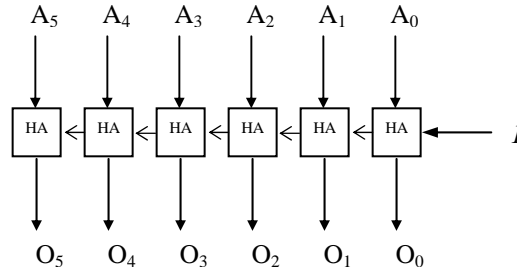 A₅ A₄ A₃ A₂ A₁ A₀
HA HA HA HA HA HA
O₅ O₄ O₃ O₂ O₁ O₀